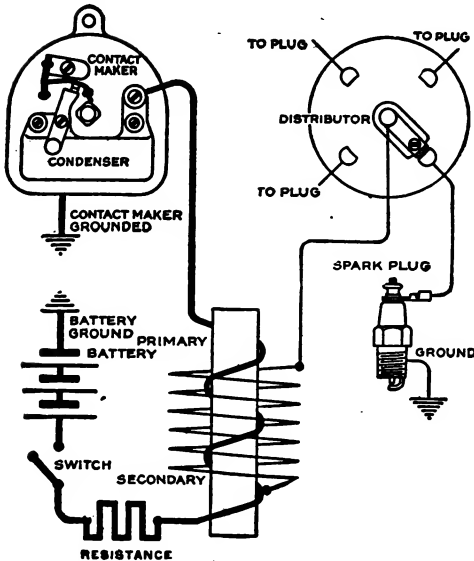 CONTACT
MAKER
CONDENSER
CONTACT MAKER
GROUNDED
TO PLUG
TO PLUG
DISTRIBUTOR
TO PLUG
SPARK PLUG
GROUND
BATTERY
GROUND
BATTERY
PRIMARY
SWITCH
SECONDARY
RESISTANCE